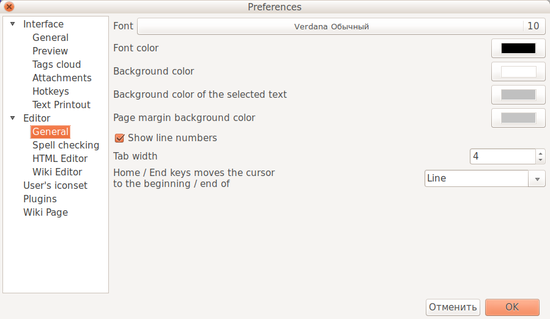 Preferences
Interface
General
Preview
Tags cloud
Attachments
Hotkeys
Text Printout
Editor
General
Spell checking
HTML Editor
Wiki Editor
User's iconset
Plugins
Wiki Page
Font Verdana Обычный 10
Font color
Background color
Background color of the selected text
Page margin background color
Show line numbers
Tab width 4
Home / End keys moves the cursor
to the beginning / end of Line
Отменить OK